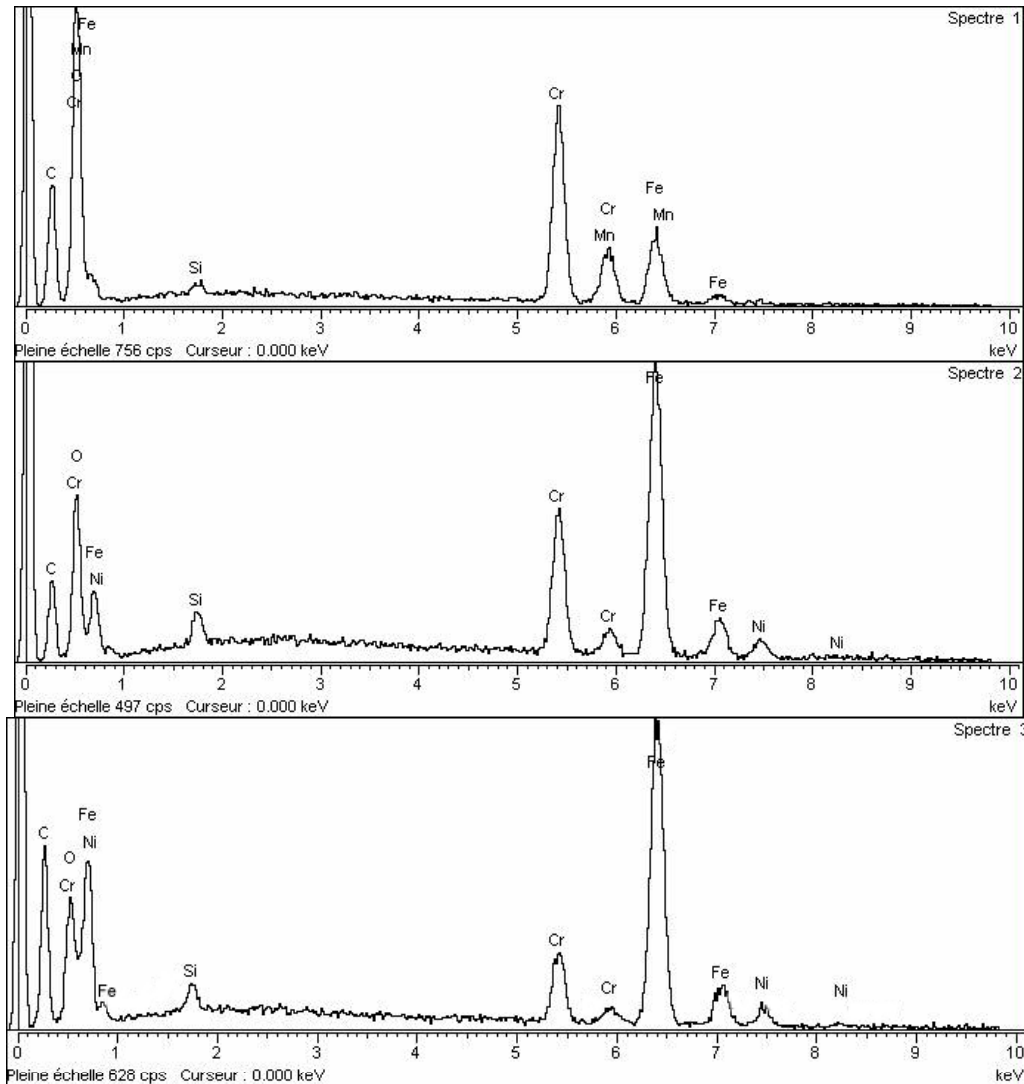 Spectre 1
Fe
Mn
O
Cr
C
Si
Cr
Cr
Mn
Fe
Mn
Fe
0 1 2 3 4 5 6 7 8 9 10
Pleine échelle 756 cps Curseur : 0.000 keV keV
Spectre 2
O
Cr
C
Fe
Ni
Si
Cr
Cr
Fe
Fe
Ni
Ni
0 1 2 3 4 5 6 7 8 9 10
Pleine échelle 497 cps Curseur : 0.000 keV keV
Spectre 3
C
O
Cr
Fe
Ni
Fe
Si
Cr
Cr
Fe
Fe
Ni
Ni
0 1 2 3 4 5 6 7 8 9 10
Pleine échelle 628 cps Curseur : 0.000 keV keV